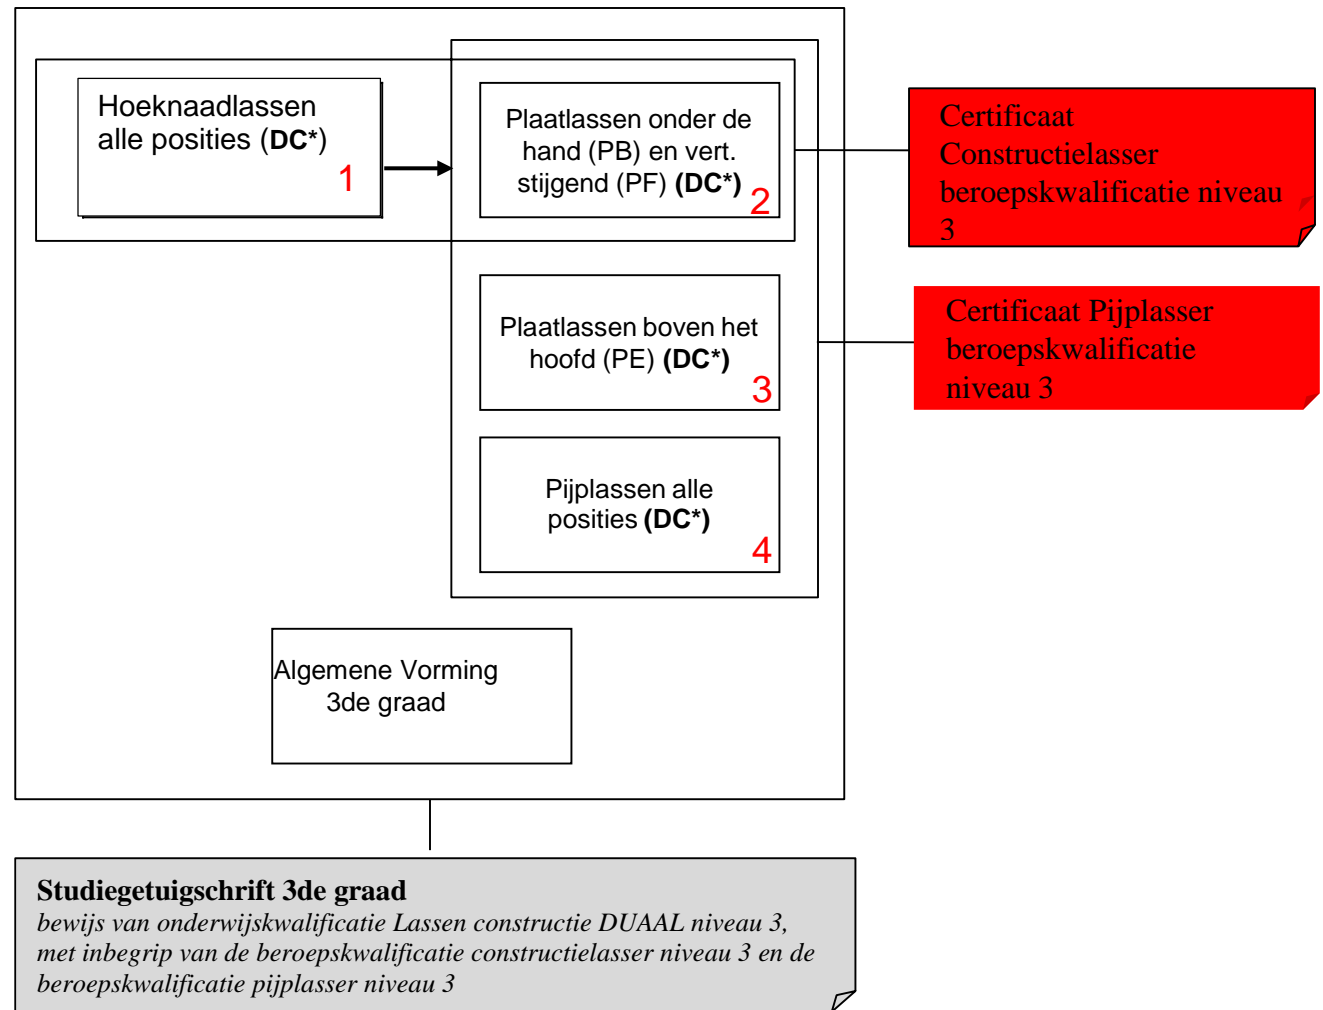 Hoeknaadlassen
alle posities (DC*)
1
Plaatlassen onder de
hand (PB) en vert.
stijgend (PF) (DC*)
2
Certificaat
Constructielasser
beroepskwalificatie niveau
3
Plaatlassen boven het
hoofd (PE) (DC*)
3
Certificaat Pijplasser
beroepskwalificatie
niveau 3
Pijplassen alle
posities (DC*)
4
Algemene Vorming
3de graad
Studiegetuigschrift 3de graad
bewijs van onderwijskwalificatie Lassen constructie DUAAL niveau 3,
met inbegrip van de beroepskwalificatie constructielasser niveau 3 en de
beroepskwalificatie pijplasser niveau 3